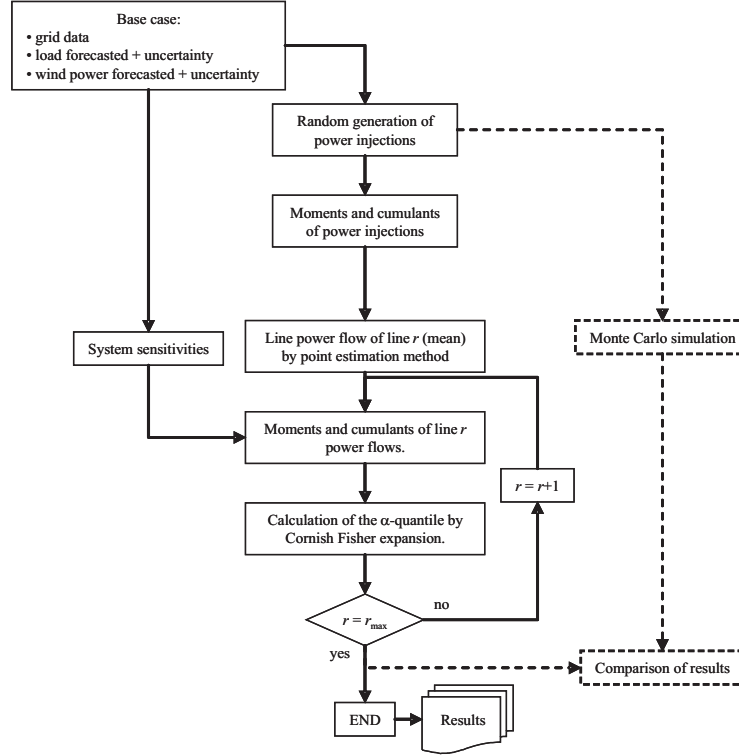 Base case:
• grid data
• load forecasted + uncertainty
• wind power forecasted + uncertainty
Random generation of
power injections
Moments and cumulants
of power injections
Line power flow of line r (mean)
by point estimation method
System sensitivities
Monte Carlo simulation
Moments and cumulants of line r
power flows.
r = r+1
Calculation of the α-quantile by
Cornish Fisher expansion.
no
r = rmax
yes
Comparison of results
END
Results